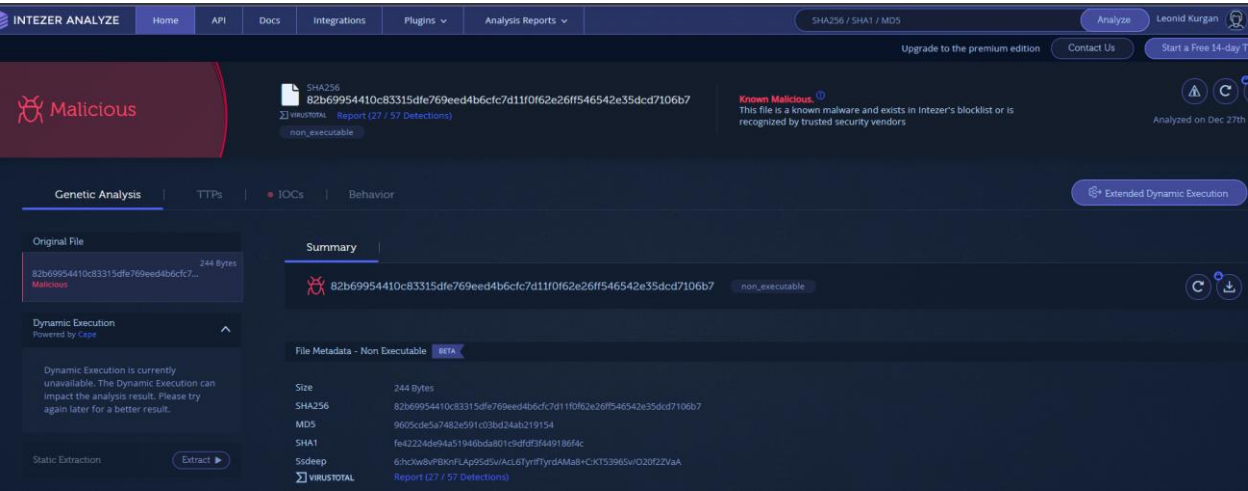 INTEZER ANALYZE Home API Docs Integrations Plugins Analysis Reports SHA256 / SHA1 / MD5 Analyze Leonid Kurgan
Upgrade to the premium edition Contact Us Start a Free 14-day T
Malicious
SHA256
82b69954410c83315dfe769eed4b6cfc7d11f0f62e26ff546542e35dcd7106b7
VIRUSTOTAL Report (27 / 57 Detections)
non_executable
Known Malicious.
This file is a known malware and exists in Intezer's blocklist or is
recognized by trusted security vendors
Analyzed on Dec 27th
Genetic Analysis TTPs IOCs Behavior
Extended Dynamic Execution
Original File
244 Bytes
82b69954410c83315dfe769eed4b6cfc7...
Malicious
Dynamic Execution
Powered by Cape
Dynamic Execution is currently
unavailable. The Dynamic Execution can
impact the analysis result. Please try
again later for a better result.
Static Extraction Extract
Summary
82b69954410c83315dfe769eed4b6cfc7d11f0f62e26ff546542e35dcd7106b7 non_executable
File Metadata - Non Executable BETA
Size 244 Bytes
SHA256 82b69954410c83315dfe769eed4b6cfc7d11f0f62e26ff546542e35dcd7106b7
MD5 9605cde5a7482e591c03bd24ab219154
SHA1 fe42224de94a51946bda801c9dfdf3f449186f4c
Ssdeep
VIRUSTOTAL Report (27 / 57 Detections)